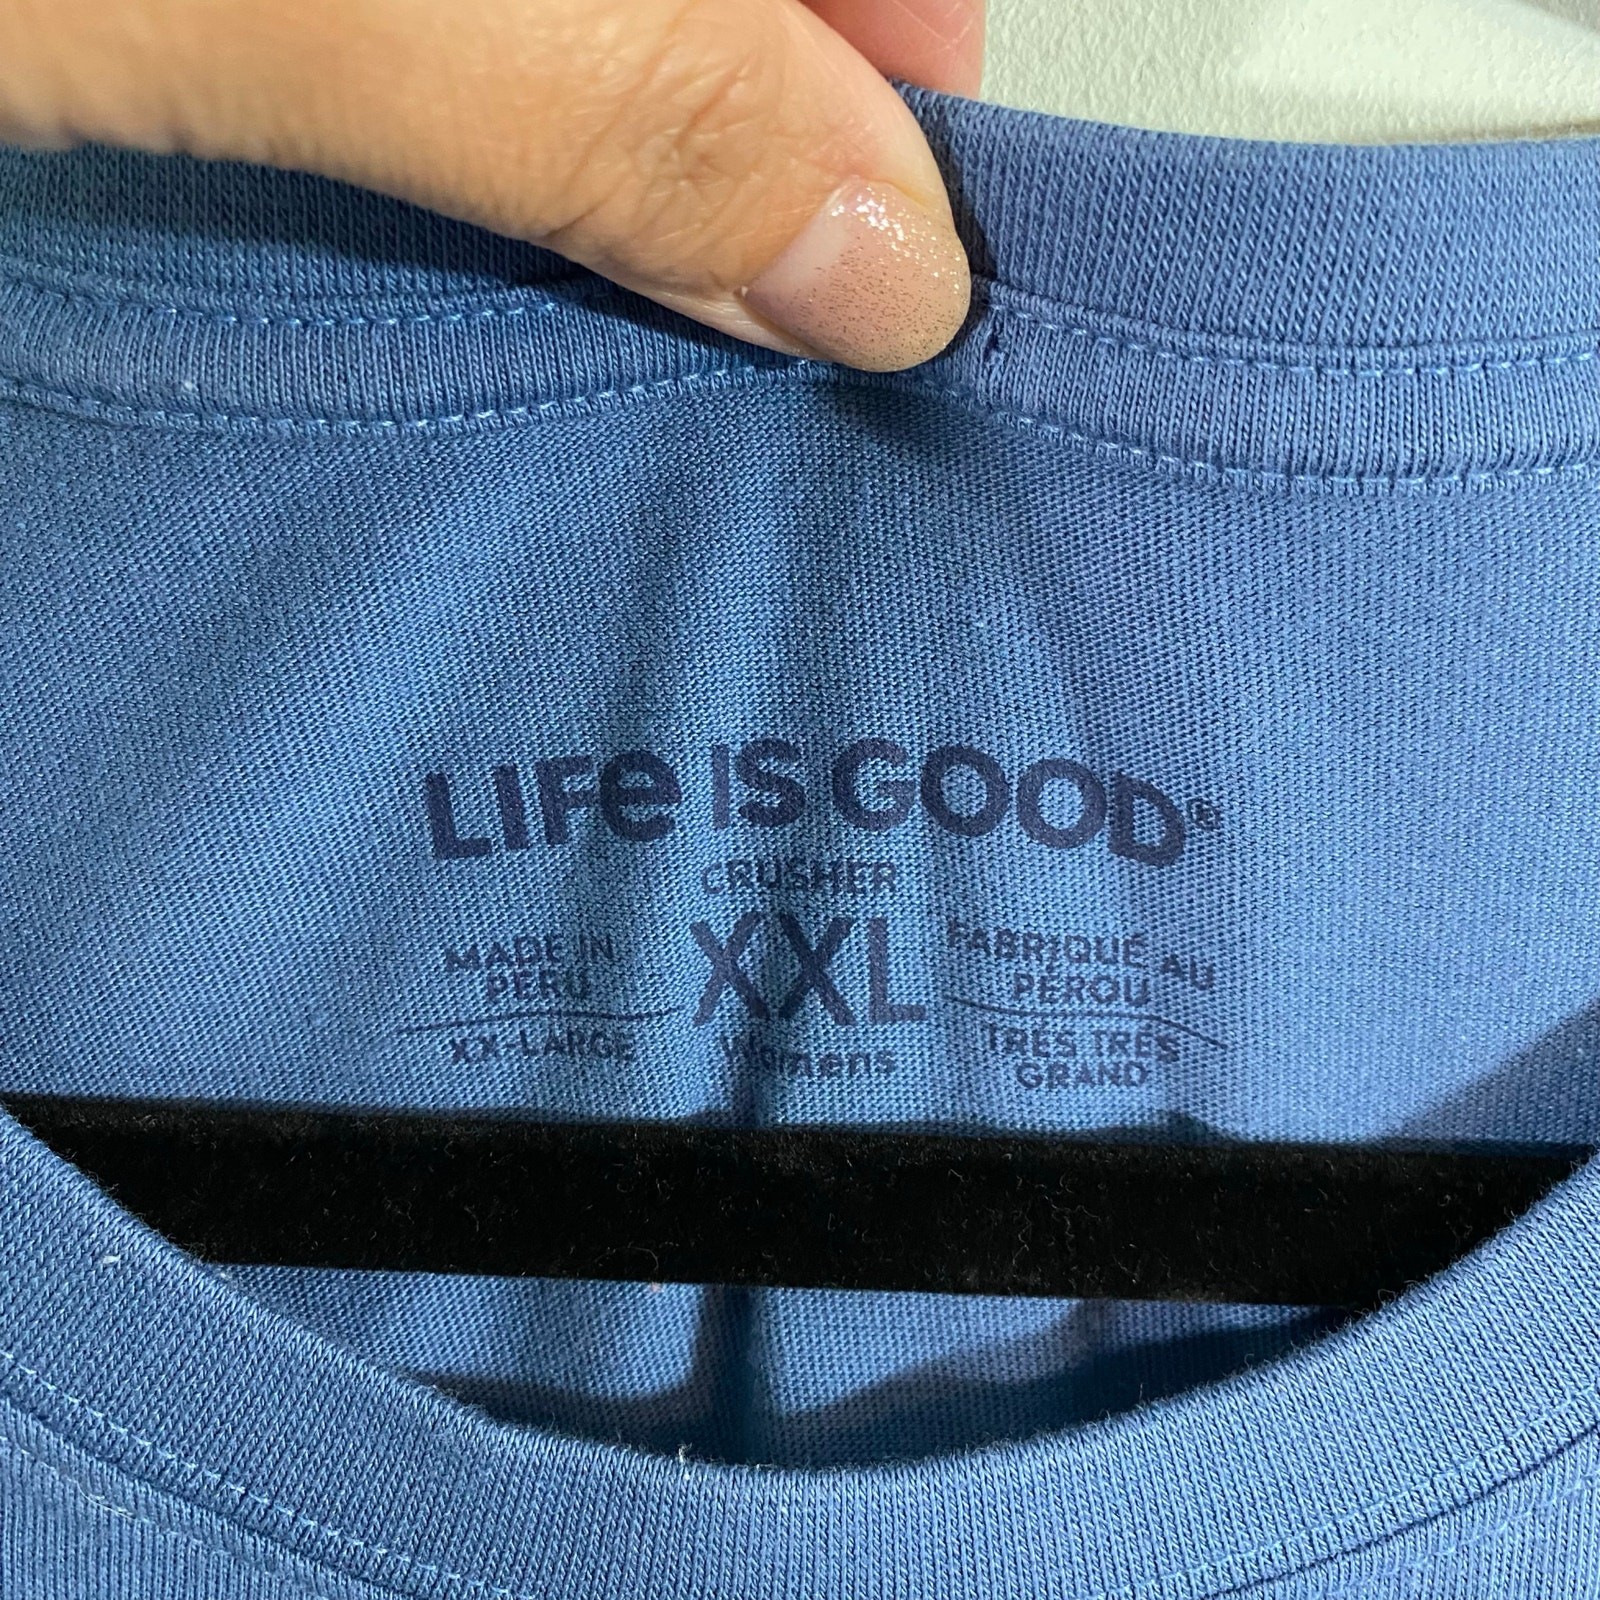 LIFe IS GOOD®
CRUSHER
MADE IN
PERU
XX-LARGE
XXL
Womens
FABRIQUÉ AU
PÉROU
TRÈS TRÈS
GRAND